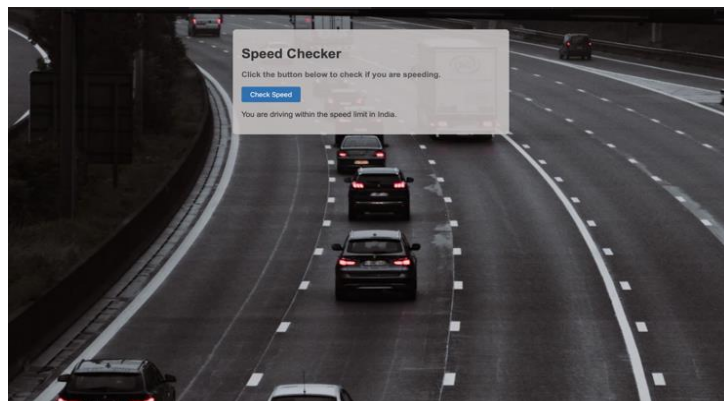 Speed Checker
Click the button below to check if you are speeding.
Check Speed
You are driving within the speed limit in India.